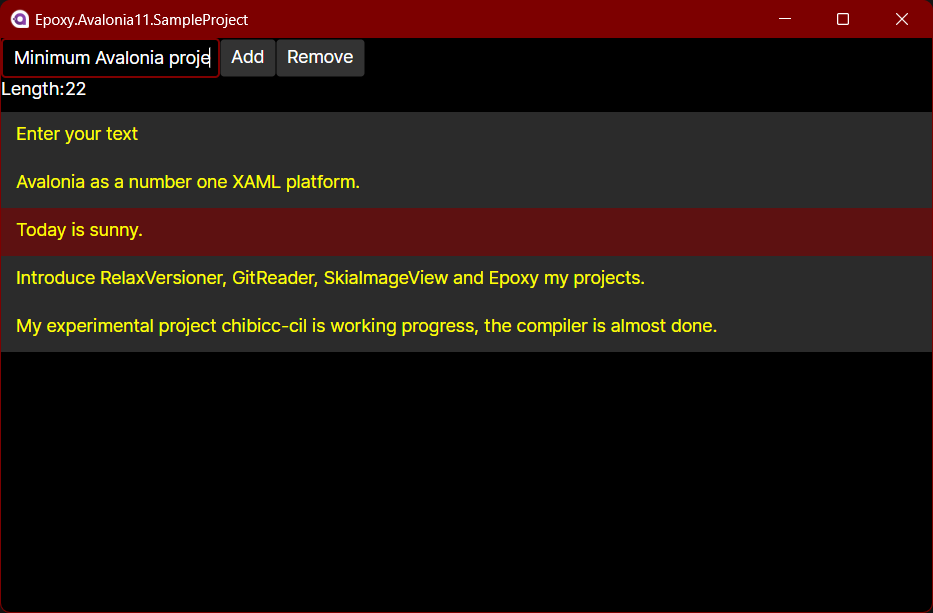 Epoxy.Avalonia11.SampleProject
Minimum Avalonia proje Add Remove
Length:22
Enter your text
Avalonia as a number one XAML platform.
Today is sunny.
Introduce RelaxVersioner, GitReader, SkiaImageView and Epoxy my projects.
My experimental project chibicc-cil is working progress, the compiler is almost done.